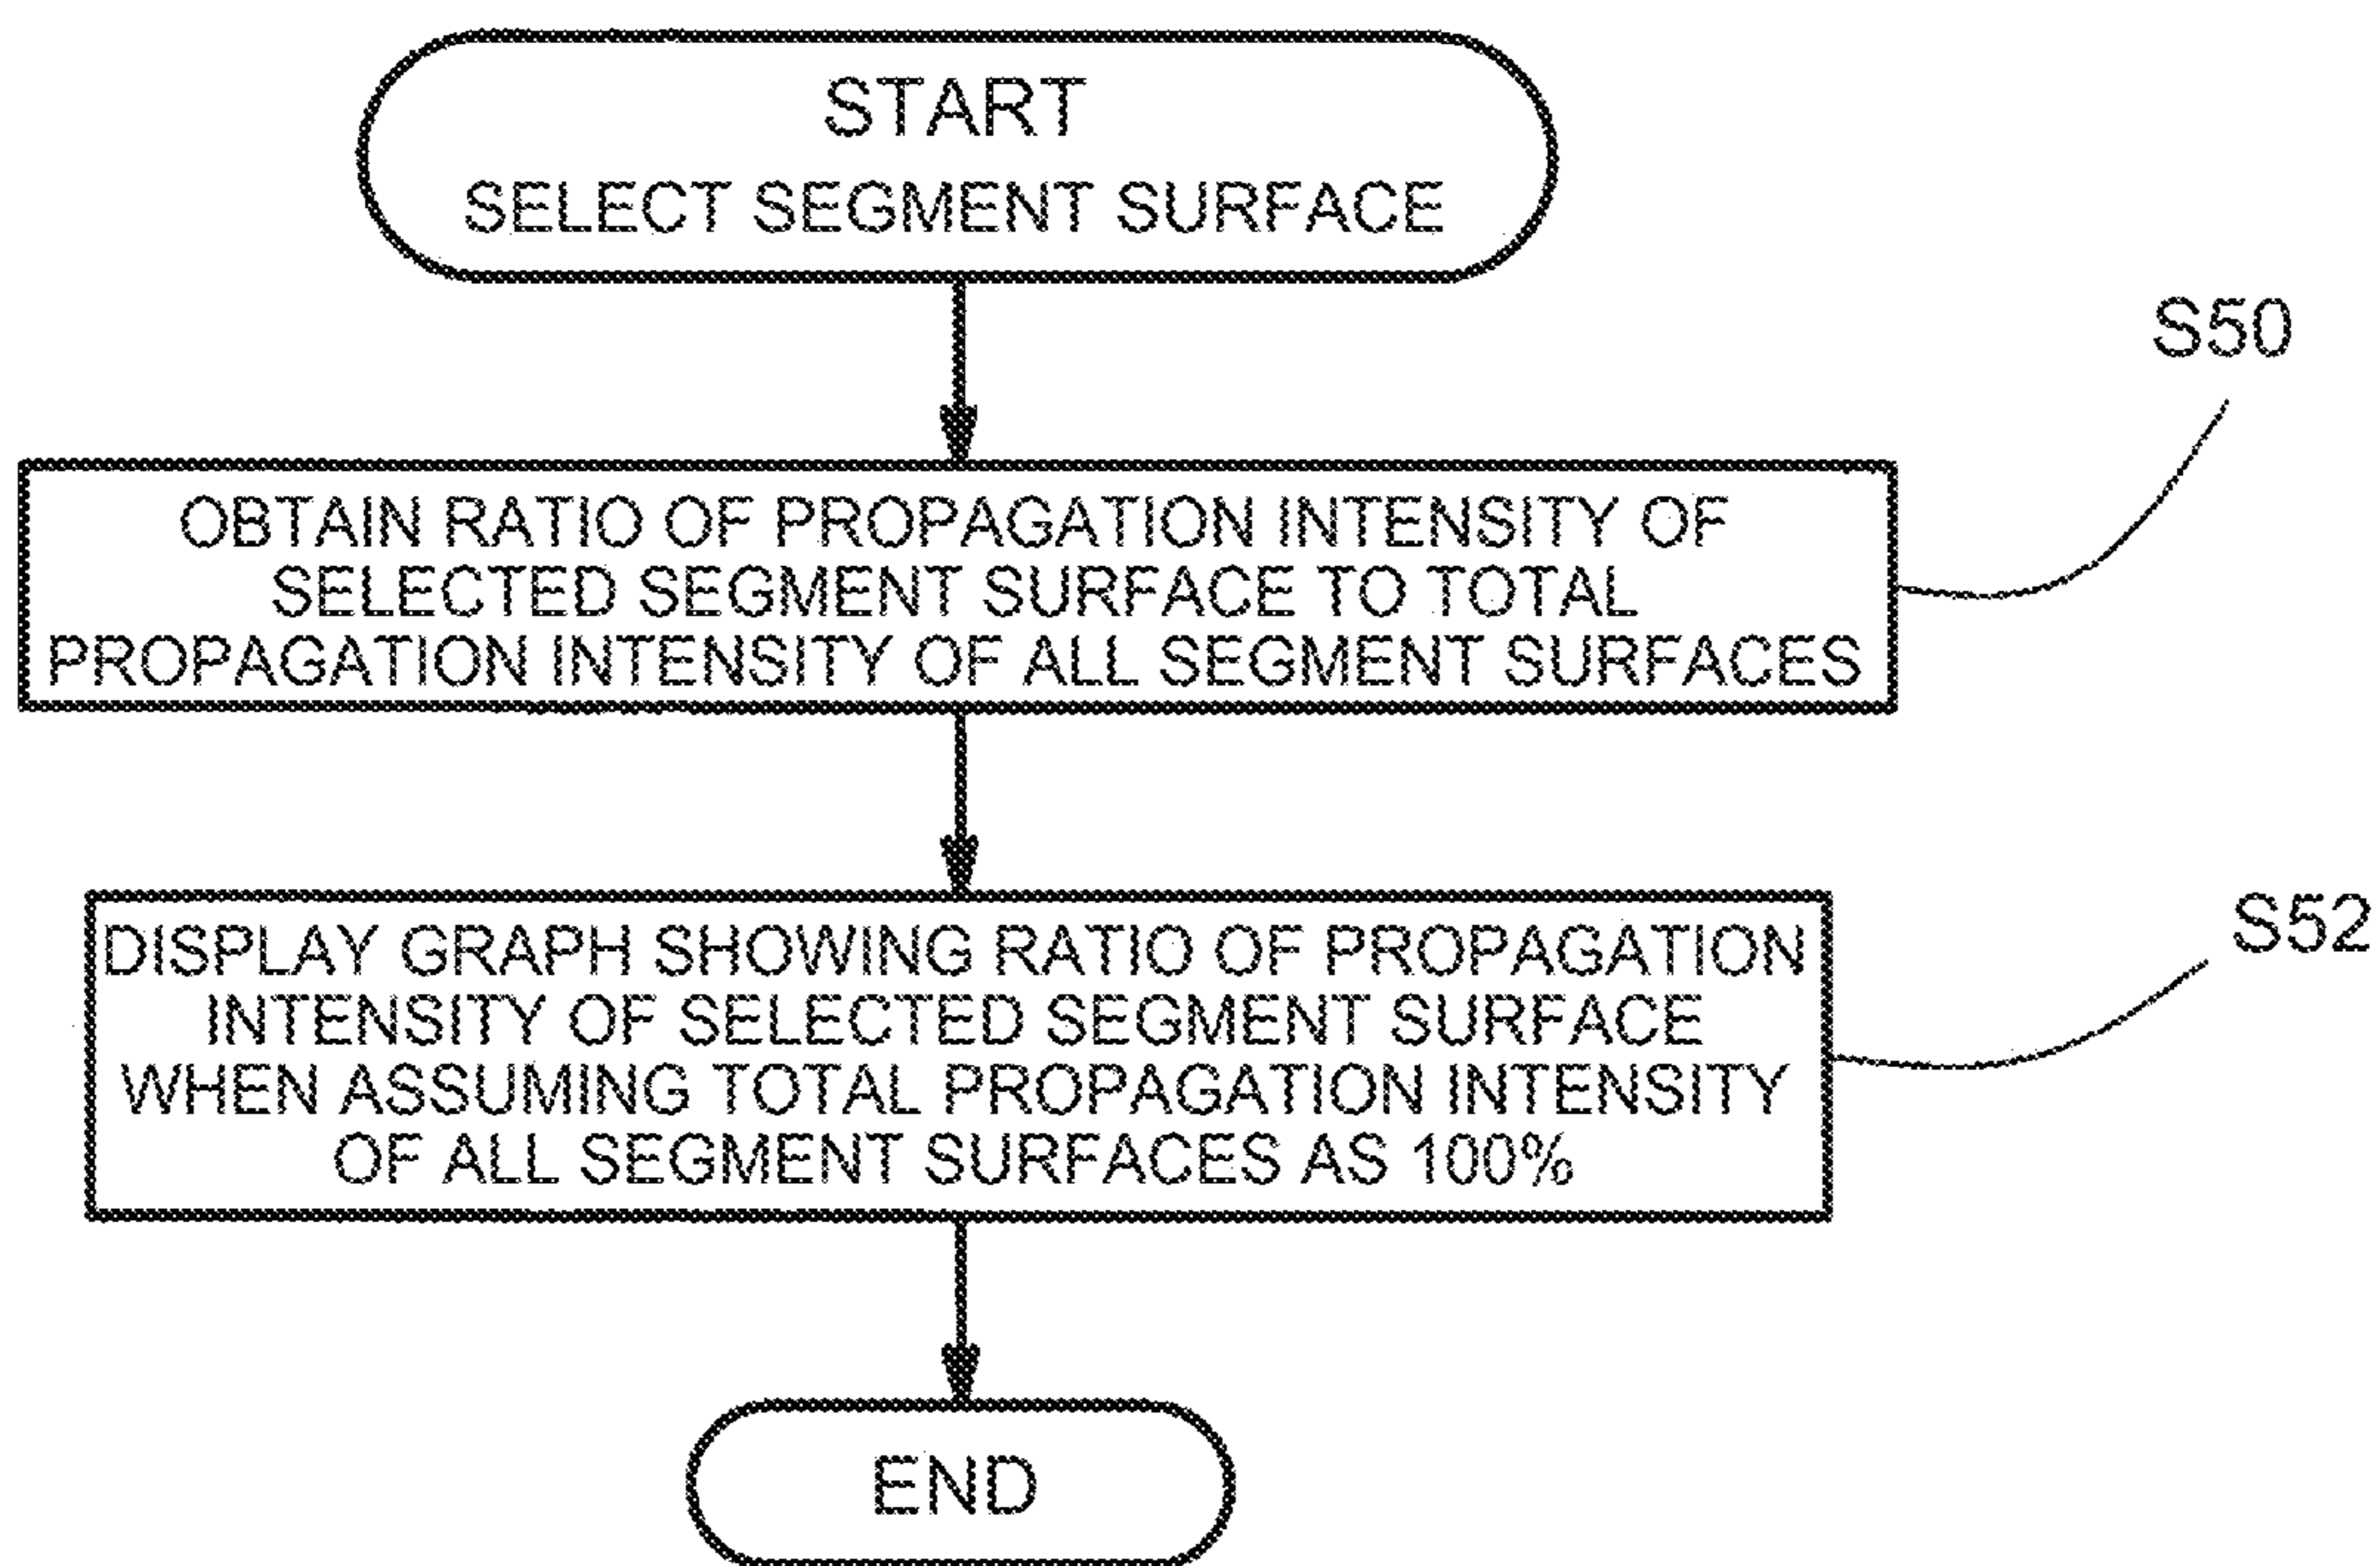 START
SELECT SEGMENT SURFACE
S50
OBTAIN RATIO OF PROPAGATION INTENSITY OF
SELECTED SEGMENT SURFACE TO TOTAL
PROPAGATION INTENSITY OF ALL SEGMENT SURFACES
S52
DISPLAY GRAPH SHOWING RATIO OF PROPAGATION
INTENSITY OF SELECTED SEGMENT SURFACE
WHEN ASSUMING TOTAL PROPAGATION INTENSITY
OF ALL SEGMENT SURFACES AS 100%
END